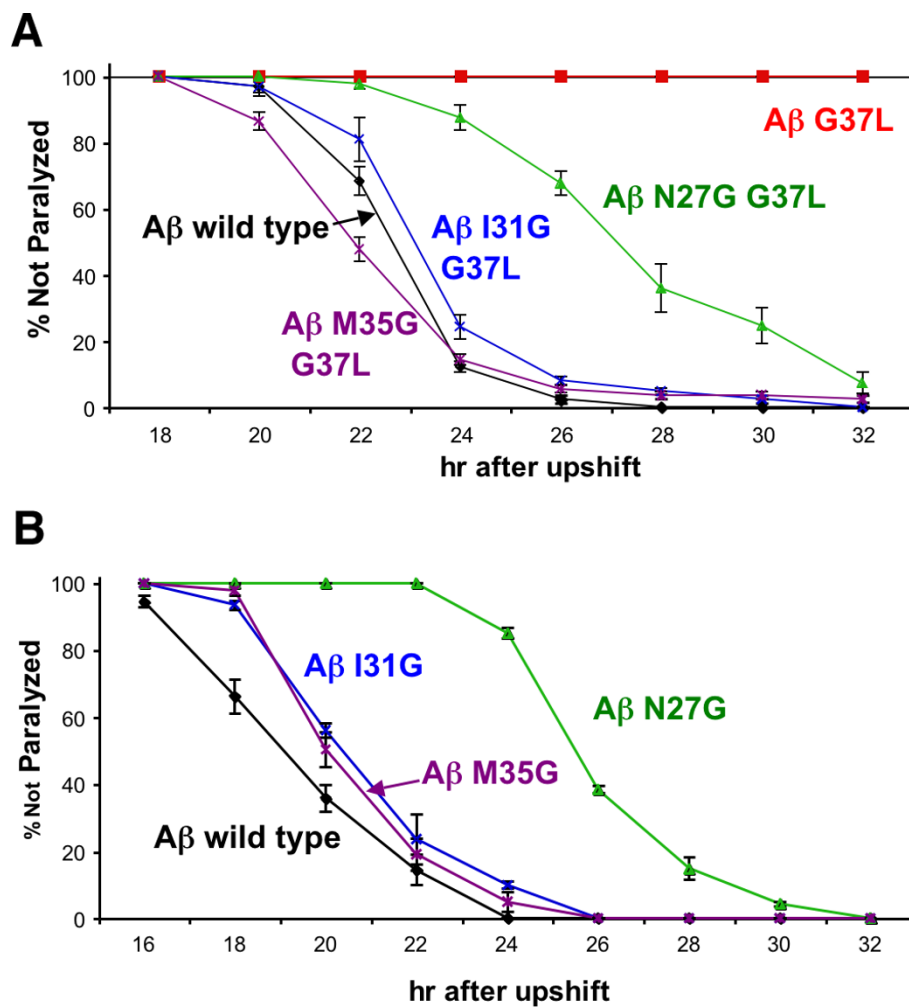 A
100
80
60
40
20
0
% Not Paralyzed
Aβ G37L
Aβ N27G G37L
Aβ wild type
Aβ I31G
G37L
Aβ M35G
G37L
18 20 22 24 26 28 30 32
hr after upshift
B
100
80
60
40
20
0
% Not Paralyzed
Aβ I31G
Aβ N27G
Aβ M35G
Aβ wild type
16 18 20 22 24 26 28 30 32
hr after upshift